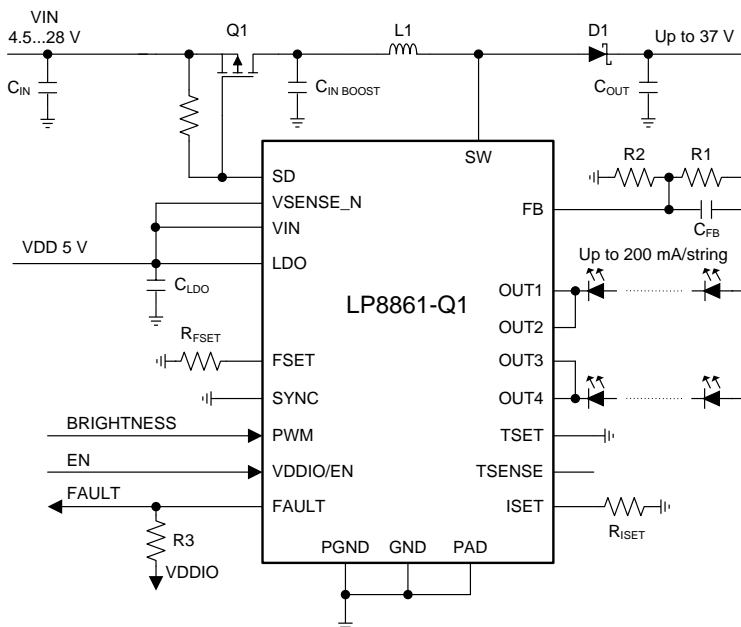 VIN
4.5...28 V
Q1
L1
D1
Up to 37 V
CIN
CIN BOOST
COUT
SW
R2
R1
SD
VSENSE_N
FB
VIN
CFB
VDD 5 V
LDO
Up to 200 mA/string
CLDO
LP8861-Q1
OUT1
OUT2
RFSET
FSET
OUT3
SYNC
OUT4
BRIGHTNESS
PWM
TSET
EN
VDDIO/EN
TSENSE
FAULT
FAULT
ISET
R3
RISET
PGND
GND
PAD
VDDIO